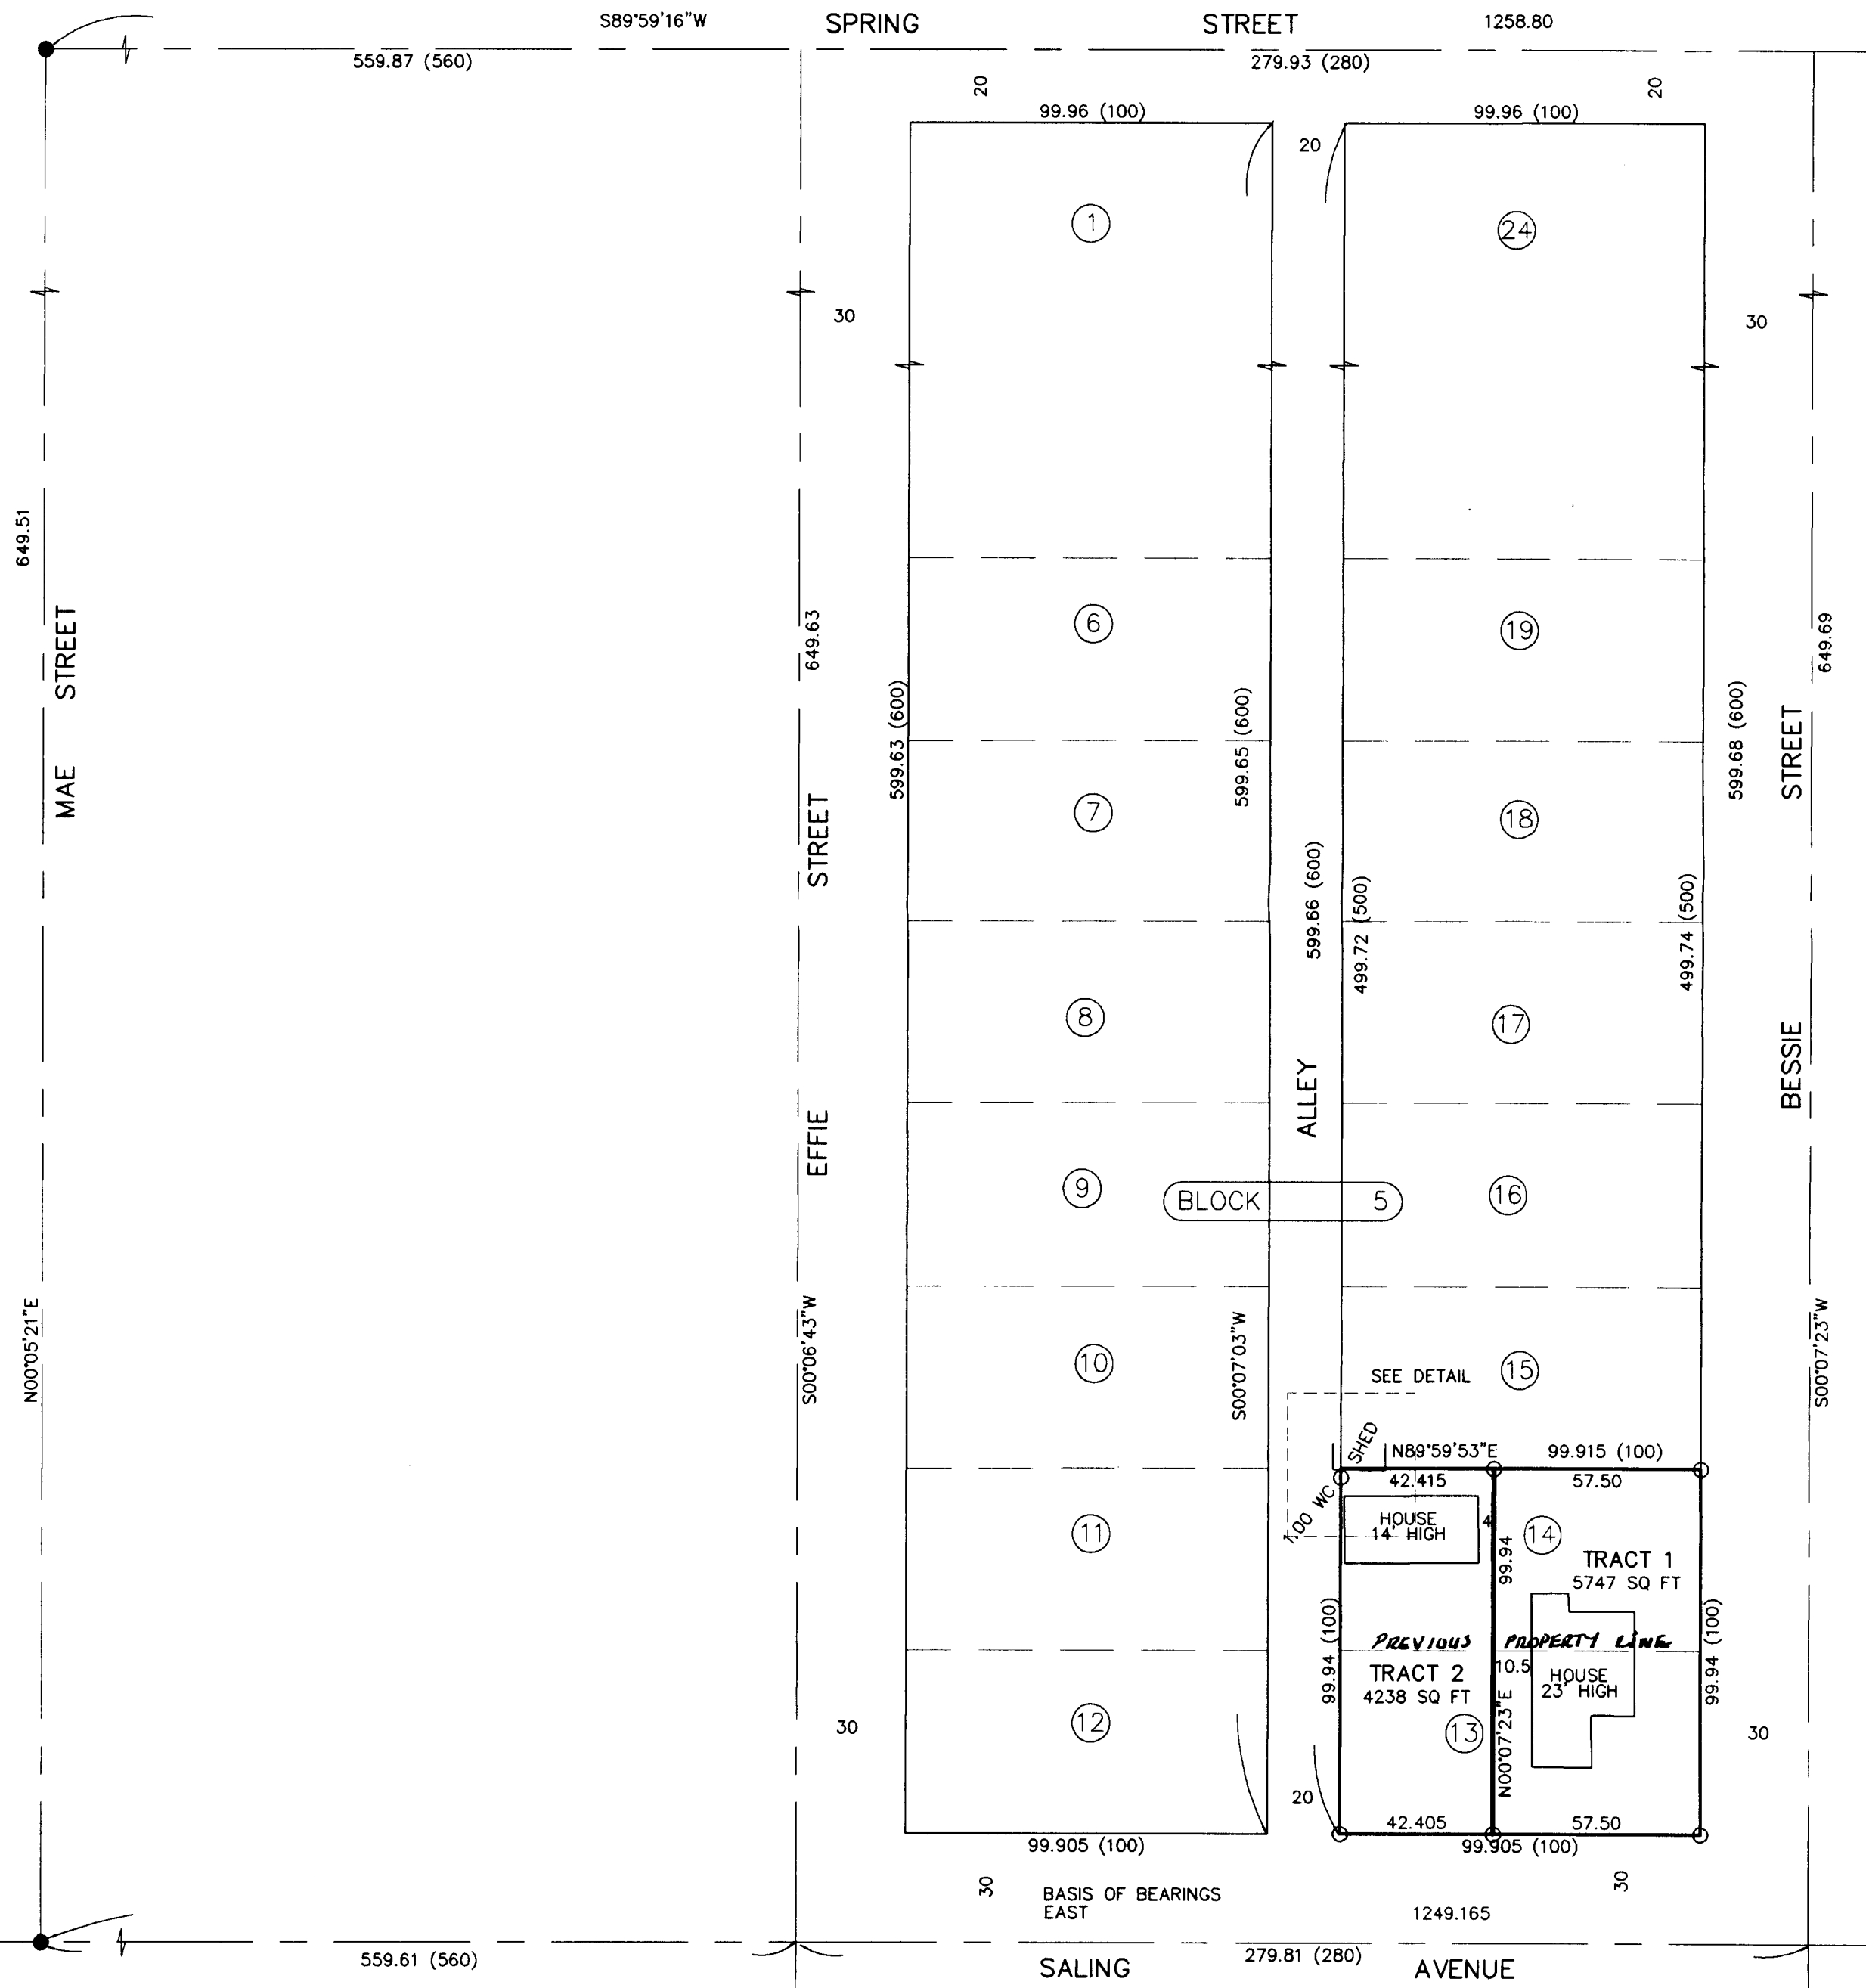 S89°59'16"W SPRING STREET 1258.80
559.87 (560) 279.93 (280)
20 20
99.96 (100) 99.96 (100)
20
1 24
30 30
649.51
MAE STREET
N00°05'21"E
649.63
EFFIE STREET
S00°06'43"W
599.63 (600)
599.65 (600)
S00°07'03"W
ALLEY
599.66 (600)
499.72 (500)
499.74 (500)
599.68 (600)
649.69
BESSIE STREET
S00°07'23"W
6 19
7 18
8 17
9 16
BLOCK 5
10 15
SEE DETAIL
SHED
N89°59'53"E 99.915 (100)
42.415 57.50
1.00 WC
HOUSE
14' HIGH
4
11 14
99.94
TRACT 1
5747 SQ FT
99.94 (100)
99.94 (100)
PREVIOUS PROPERTY LINE
TRACT 2
4238 SQ FT
10.5
HOUSE
23' HIGH
N00°07'23"E
12 13
30 30
20
42.405 57.50
99.905 (100) 99.905 (100)
30 30
BASIS OF BEARINGS
EAST
1249.165
559.61 (560) 279.81 (280)
SALING AVENUE